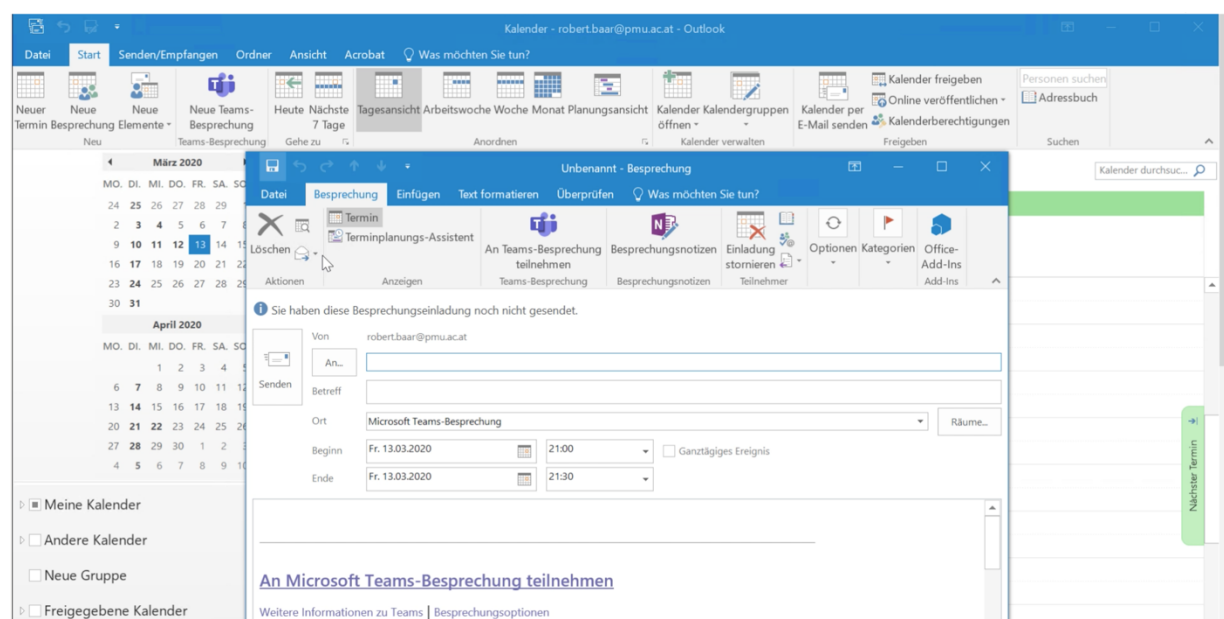 Kalender - robert.baar@pmu.ac.at - Outlook
Datei Start Senden/Empfangen Ordner Ansicht Acrobat Was möchten Sie tun?
Neuer Termin
Neue Besprechung
Neue Elemente
Neu
Neue Teams-Besprechung
Teams-Besprechung
Heute
Nächste 7 Tage
Gehe zu
Tagesansicht Arbeitswoche Woche Monat Planungsansicht
Anordnen
Kalender öffnen
Kalendergruppen
Kalender verwalten
Kalender per E-Mail senden
Kalender freigeben
Online veröffentlichen
Kalenderberechtigungen
Freigeben
Personen suchen
Adressbuch
Suchen
März 2020
MO. DI. MI. DO. FR. SA. SO
24 25 26 27 28 29
2 3 4 5 6 7
9 10 11 12 13 14 15
16 17 18 19 20 21 22
23 24 25 26 27 28 29
30 31
April 2020
MO. DI. MI. DO. FR. SA. SO
1 2 3 4 5
6 7 8 9 10 11 12
13 14 15 16 17 18 19
20 21 22 23 24 25 26
27 28 29 30 1 2 3
4 5 6 7 8 9 10
Meine Kalender
Andere Kalender
Neue Gruppe
Freigegebene Kalender
Unbenannt - Besprechung
Datei Besprechung Einfügen Text formatieren Überprüfen Was möchten Sie tun?
Löschen
Aktionen
Termin
Terminplanungs-Assistent
Anzeigen
An Teams-Besprechung teilnehmen
Teams-Besprechung
Besprechungsnotizen
Besprechungsnotizen
Einladung stornieren
Teilnehmer
Optionen
Kategorien
Office-Add-Ins
Add-Ins
Sie haben diese Besprechungseinladung noch nicht gesendet.
Senden
Von robert.baar@pmu.ac.at
An...
Betreff
Ort Microsoft Teams-Besprechung Räume...
Beginn Fr. 13.03.2020 21:00 Ganztägiges Ereignis
Ende Fr. 13.03.2020 21:30
An Microsoft Teams-Besprechung teilnehmen
Weitere Informationen zu Teams | Besprechungsoptionen
Kalender durchsuc...
Nächster Termin